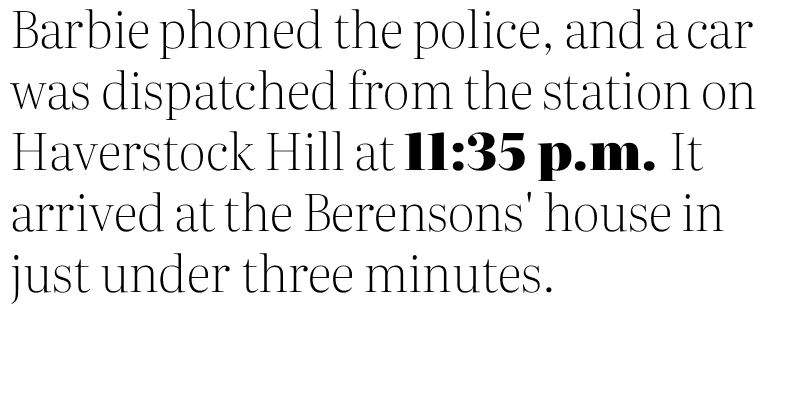 Barbie phoned the police, and a car
was dispatched from the station on
Haverstock Hill at 11:35 p.m. It
arrived at the Berensons' house in
just under three minutes.